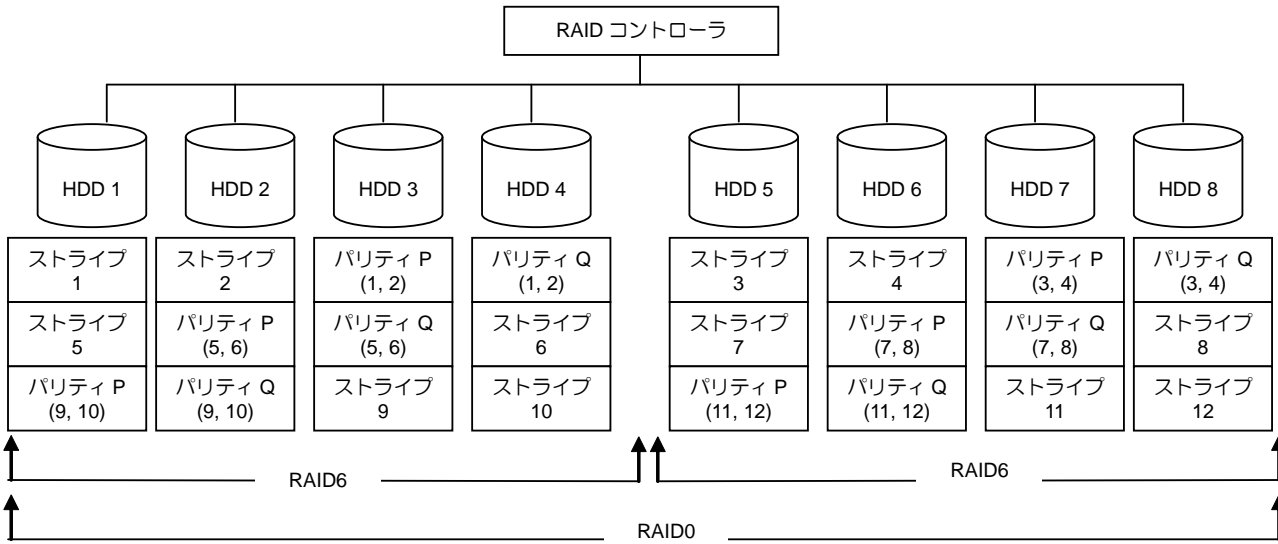 RAID コントローラ
HDD 1
HDD 2
HDD 3
HDD 4
HDD 5
HDD 6
HDD 7
HDD 8
ストライプ
1
ストライプ
2
パリティ P
(1, 2)
パリティ Q
(1, 2)
ストライプ
3
ストライプ
4
パリティ P
(3, 4)
パリティ Q
(3, 4)
ストライプ
5
パリティ P
(5, 6)
パリティ Q
(5, 6)
ストライプ
6
ストライプ
7
パリティ P
(7, 8)
パリティ Q
(7, 8)
ストライプ
8
パリティ P
(9, 10)
パリティ Q
(9, 10)
ストライプ
9
ストライプ
10
パリティ P
(11, 12)
パリティ Q
(11, 12)
ストライプ
11
ストライプ
12
RAID6
RAID6
RAID0